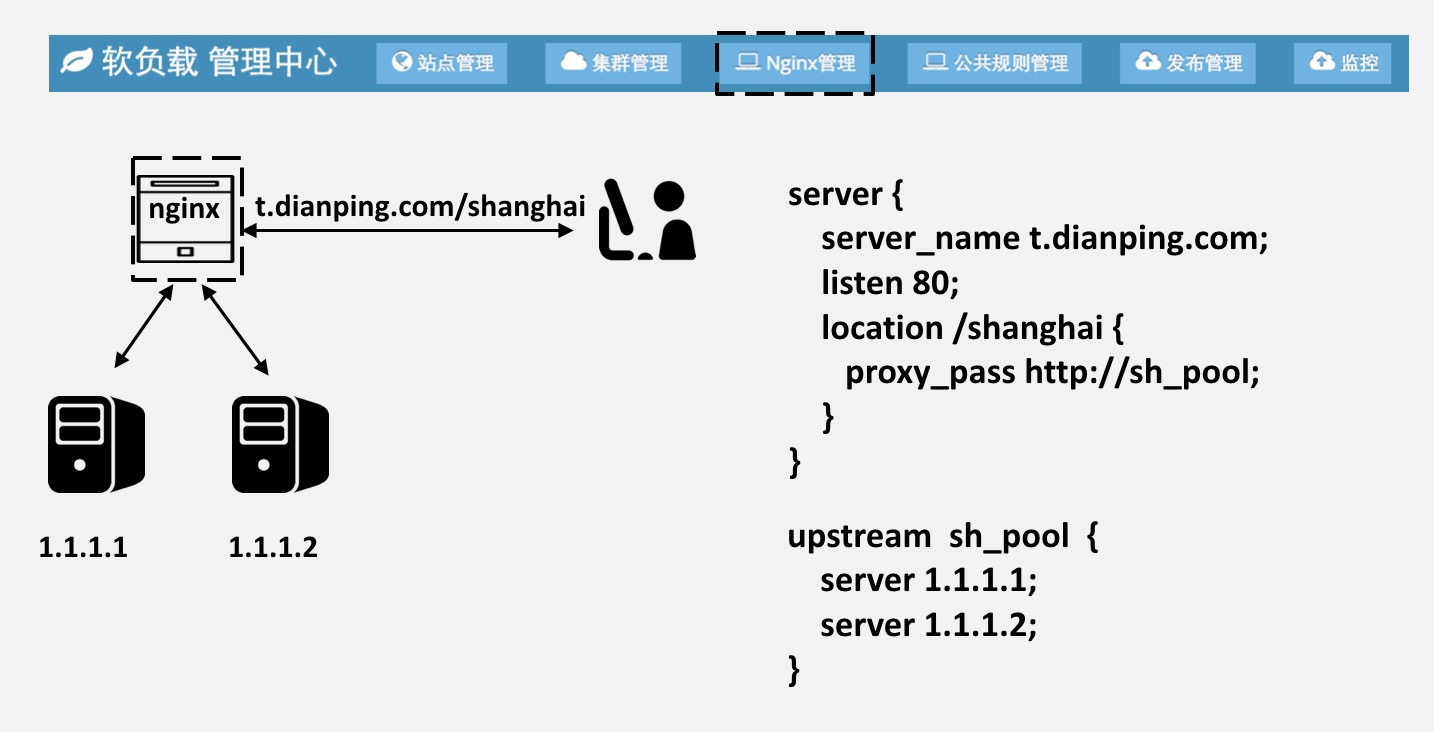 软负载 管理中心 站点管理 集群管理 Nginx管理 公共规则管理 发布管理 监控
nginx
t.dianping.com/shanghai
1.1.1.1
1.1.1.2
server {
server_name t.dianping.com;
listen 80;
location /shanghai {
proxy_pass http://sh_pool;
}
}
upstream sh_pool {
server 1.1.1.1;
server 1.1.1.2;
}